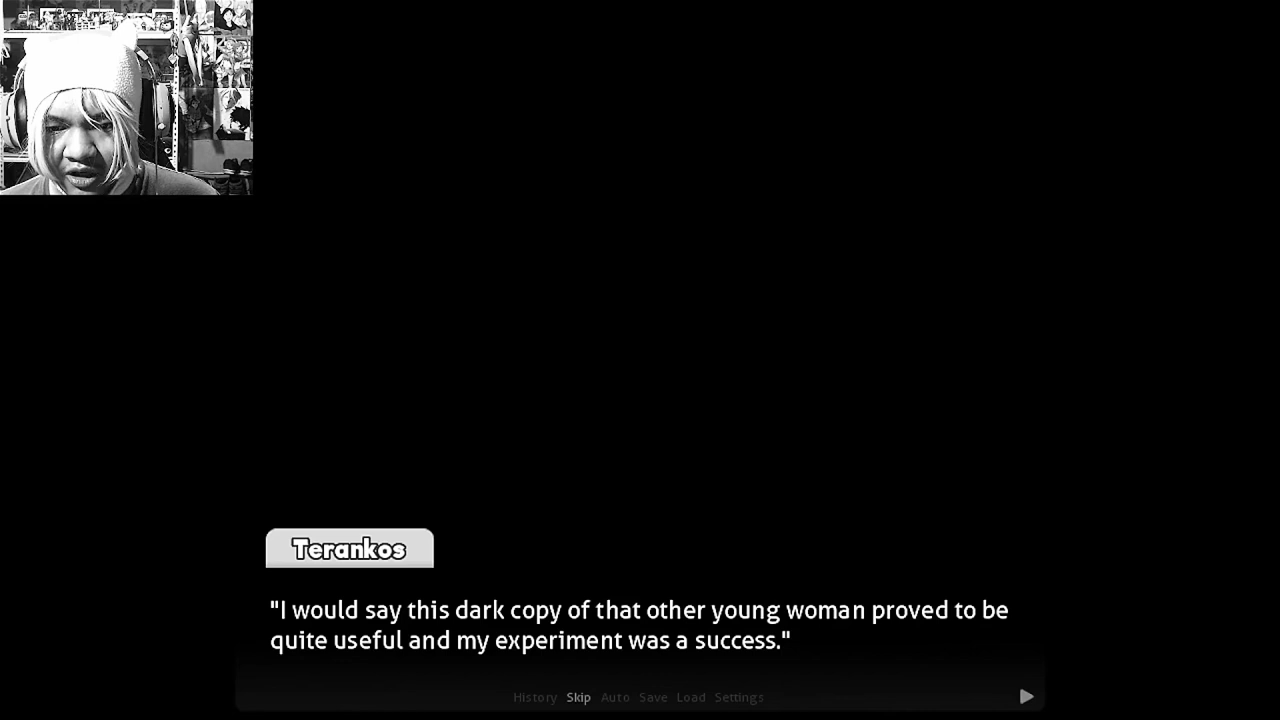 Terankos
"I would say this dark copy of that other young woman proved to be
quite useful and my experiment was a success."
History Skip Auto Save Load Settings